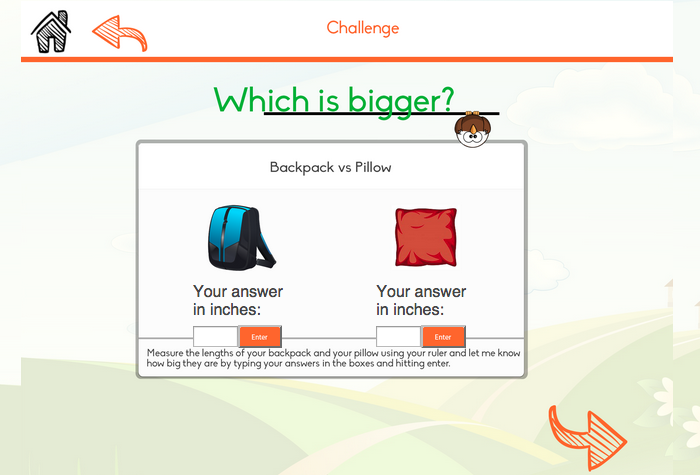 Challenge
Which is bigger?
Backpack vs Pillow
Your answer
in inches:
Your answer
in inches:
Enter
Enter
Measure the lengths of your backpack and your pillow using your ruler and let me know
how big they are by typing your answers in the boxes and hitting enter.